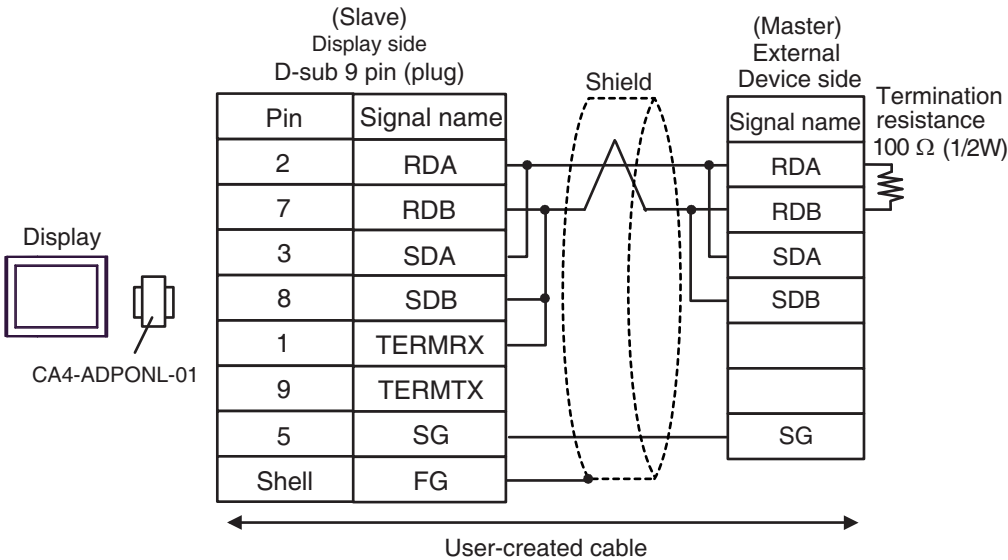 (Slave)
Display side
D-sub 9 pin (plug)
Shield
(Master)
External
Device side
Termination
resistance
100 Ω (1/2W)
Pin Signal name
2 RDA
7 RDB
3 SDA
8 SDB
1 TERMRX
9 TERMTX
5 SG
Shell FG
Signal name
RDA
RDB
SDA
SDB
SG
Display
CA4-ADPONL-01
User-created cable